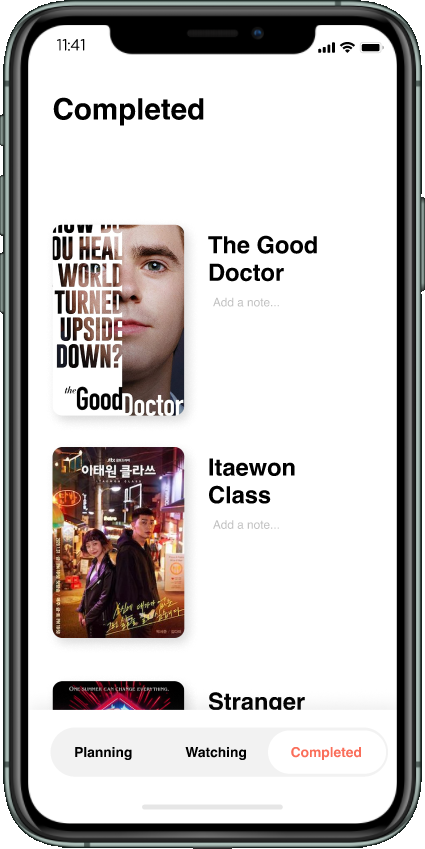 11:41
Completed
HOW DO
YOU HEAL
WORLD
TURNED
UPSIDE
DOWN?
the Good Doctor
The Good
Doctor
Add a note...
이태원 클라쓰
ITAEWON CLASS
Itaewon
Class
Add a note...
ONE SUMMER CAN CHANGE EVERYTHING.
Stranger
Planning
Watching
Completed